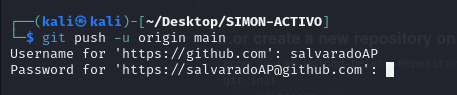 ┌──(kali㉿kali)-[~/Desktop/SIMON-ACTIVO]
└─$ git push -u origin main
Username for 'https://github.com': salvaradoAP
Password for 'https://salvaradoAP@github.com':